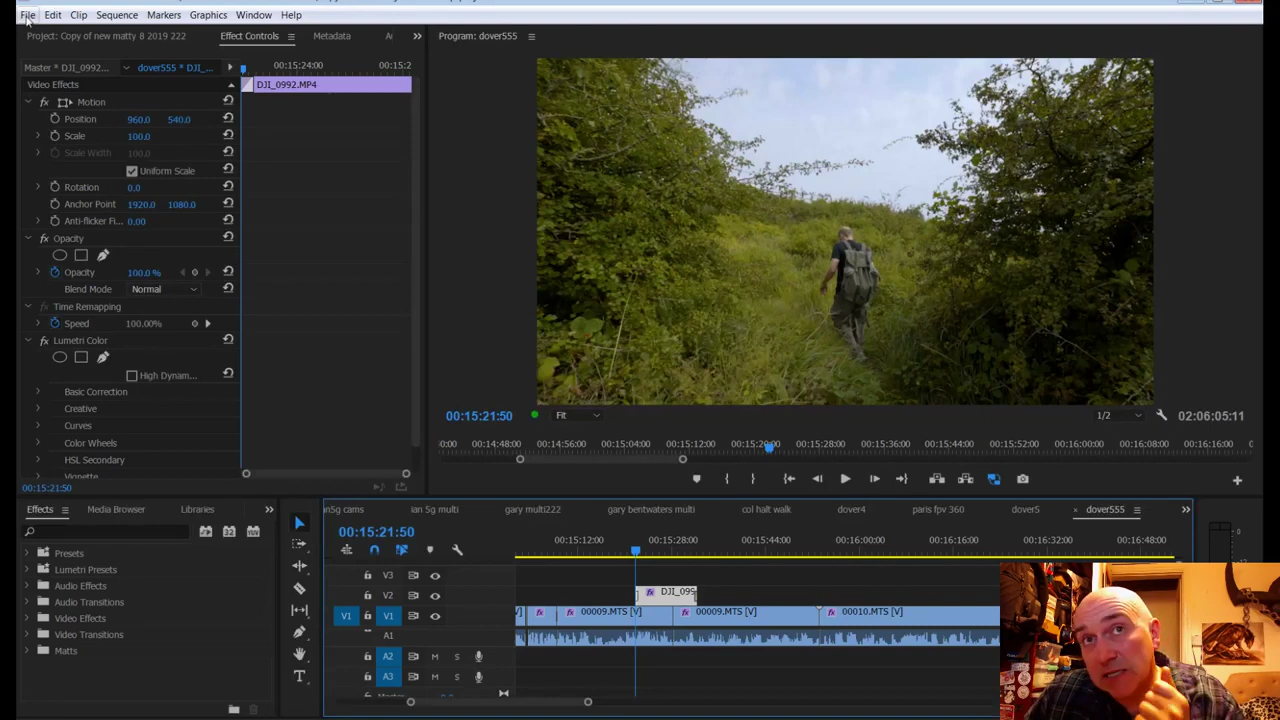 File Edit Clip Sequence Markers Graphics Window Help
Project: Copy of new matty 8 2019 222 Effect Controls Metadata
Program: dover555
Master * DJI_0992... dover555 * DJI_... 00:15:24:00 00:15:2
Video Effects DJI_0992.MP4
fx Motion
Position 960.0 540.0
Scale 100.0
Scale Width 100.0
Uniform Scale
Rotation 0.0
Anchor Point 1920.0 1080.0
Anti-flicker Fi... 0.00
fx Opacity
Opacity 100.0 %
Blend Mode Normal
fx Time Remapping
Speed 100.00%
fx Lumetri Color
High Dynam...
Basic Correction
Creative
Curves
Color Wheels
HSL Secondary
Vignette
00:15:21:50
00:15:21:50 Fit 1/2 02:06:05:11
00:14:48:00 00:14:56:00 00:15:04:00 00:15:12:00 00:15:20:00 00:15:28:00 00:15:36:00 00:15:44:00 00:15:52:00 00:16:00:00 00:16:08:00 00:16:16:00
Effects Media Browser Libraries
Presets
Lumetri Presets
Audio Effects
Audio Transitions
Video Effects
Video Transitions
Matts
ian 5g multi gary multi222 gary bentwaters multi col halt walk dover4 paris fpv 360 dover5 dover555
00:15:21:50
00:15:12:00 00:15:28:00 00:15:44:00 00:16:00:00 00:16:16:00 00:16:32:00 00:16:48:00
V3
V2 fx DJI_099
V1 V1 fx fx 00009.MTS [V] fx 00009.MTS [V] fx 00010.MTS [V]
A1
A2 M S
A3 M S